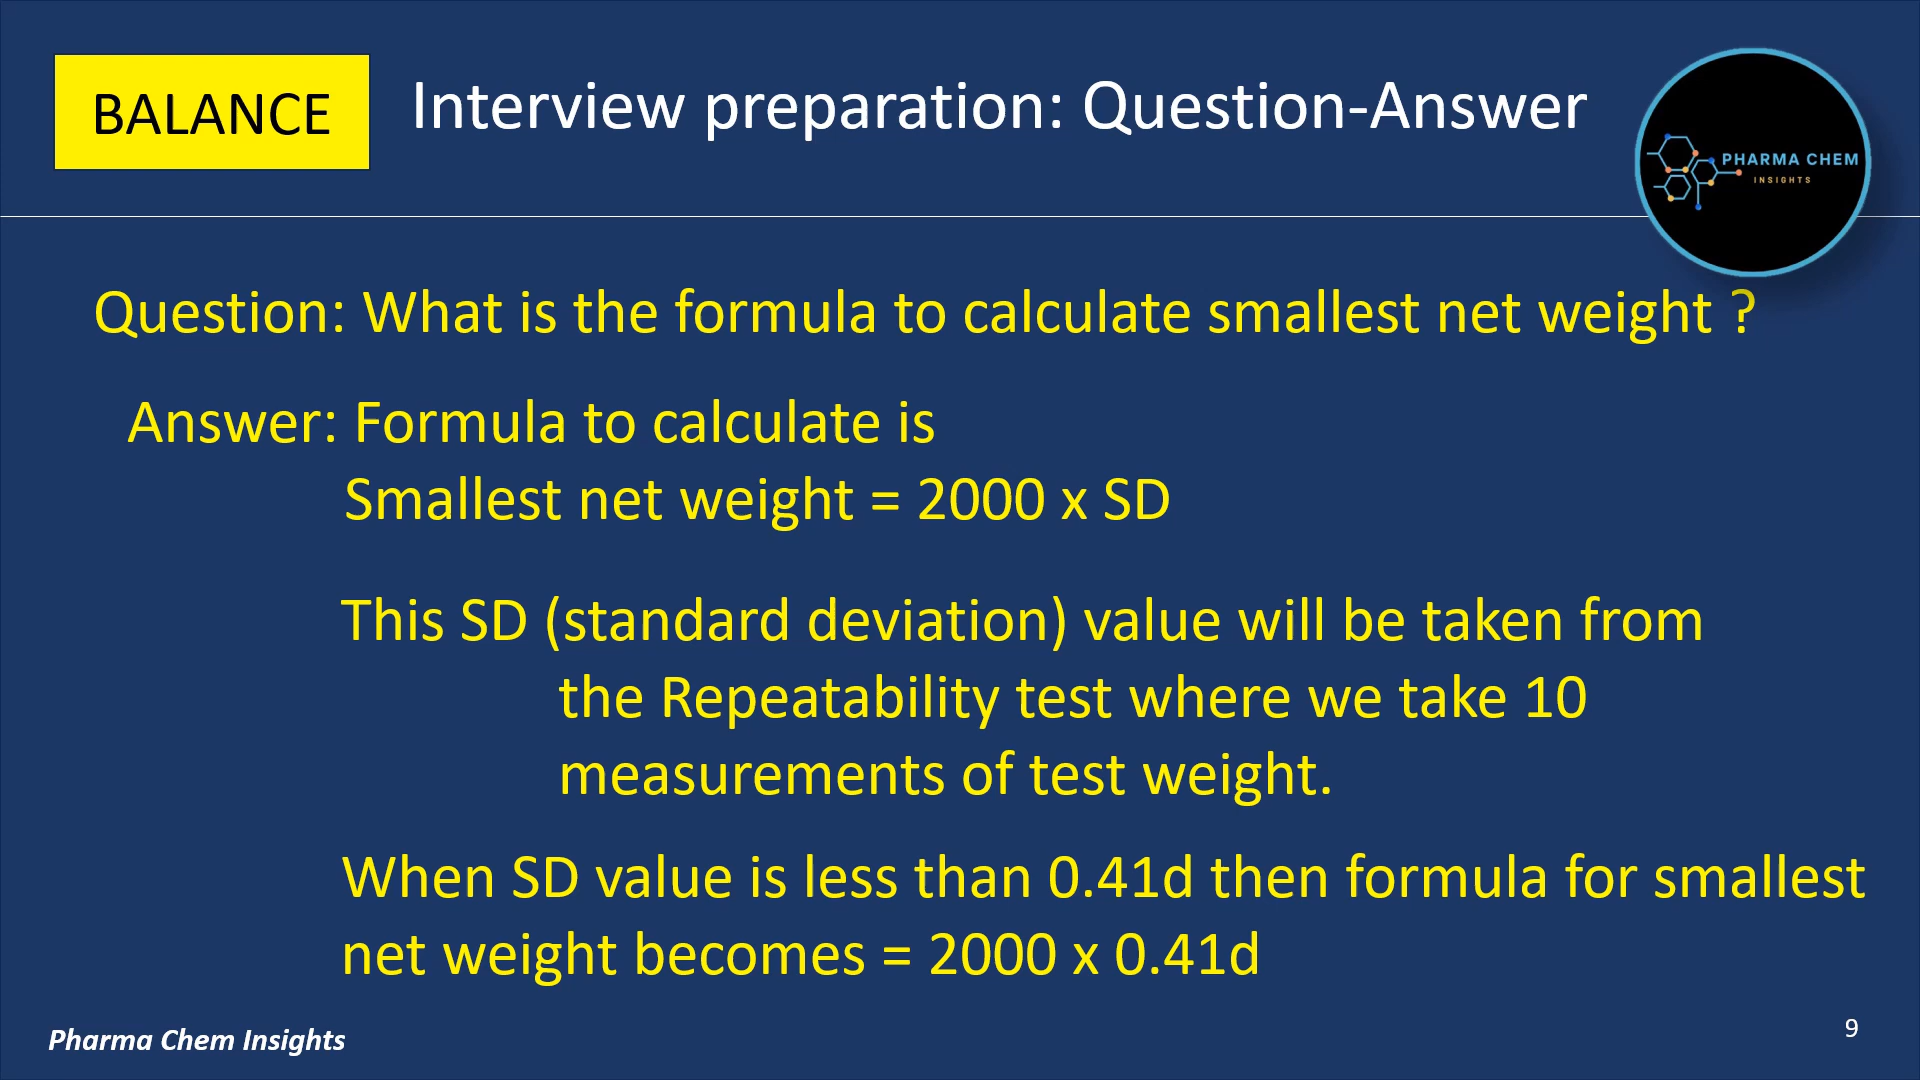 BALANCE
Interview preparation: Question-Answer
PHARMA CHEM
INSIGHTS
Question: What is the formula to calculate smallest net weight ?
Answer: Formula to calculate is
Smallest net weight = 2000 x SD
This SD (standard deviation) value will be taken from
the Repeatability test where we take 10
measurements of test weight.
When SD value is less than 0.41d then formula for smallest
net weight becomes = 2000 x 0.41d
Pharma Chem Insights
9